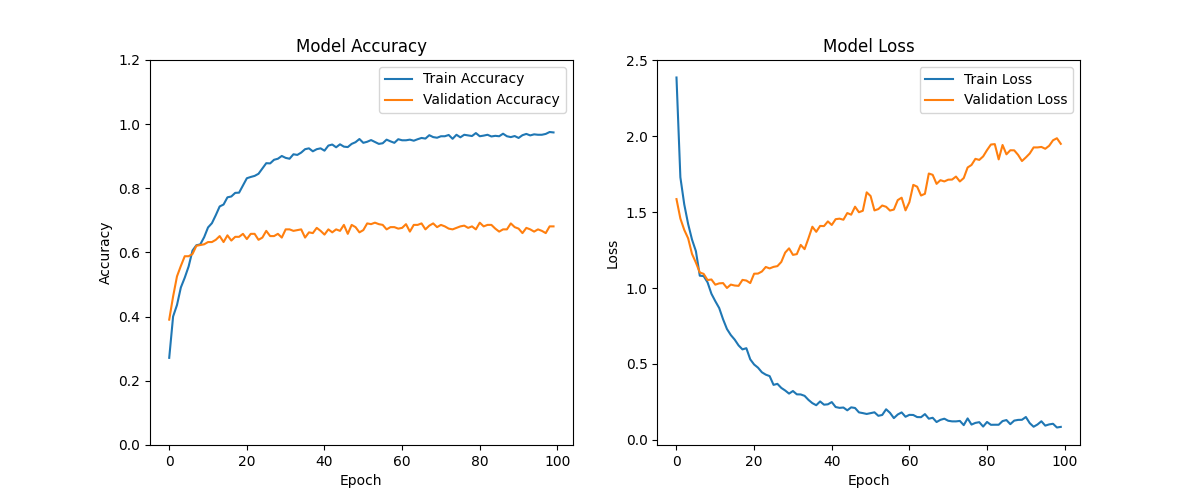 Model Accuracy
Train Accuracy
Validation Accuracy
Accuracy
1.2
1.0
0.8
0.6
0.4
0.2
0.0
0 20 40 60 80 100
Epoch
Model Loss
Train Loss
Validation Loss
Loss
2.5
2.0
1.5
1.0
0.5
0.0
0 20 40 60 80 100
Epoch